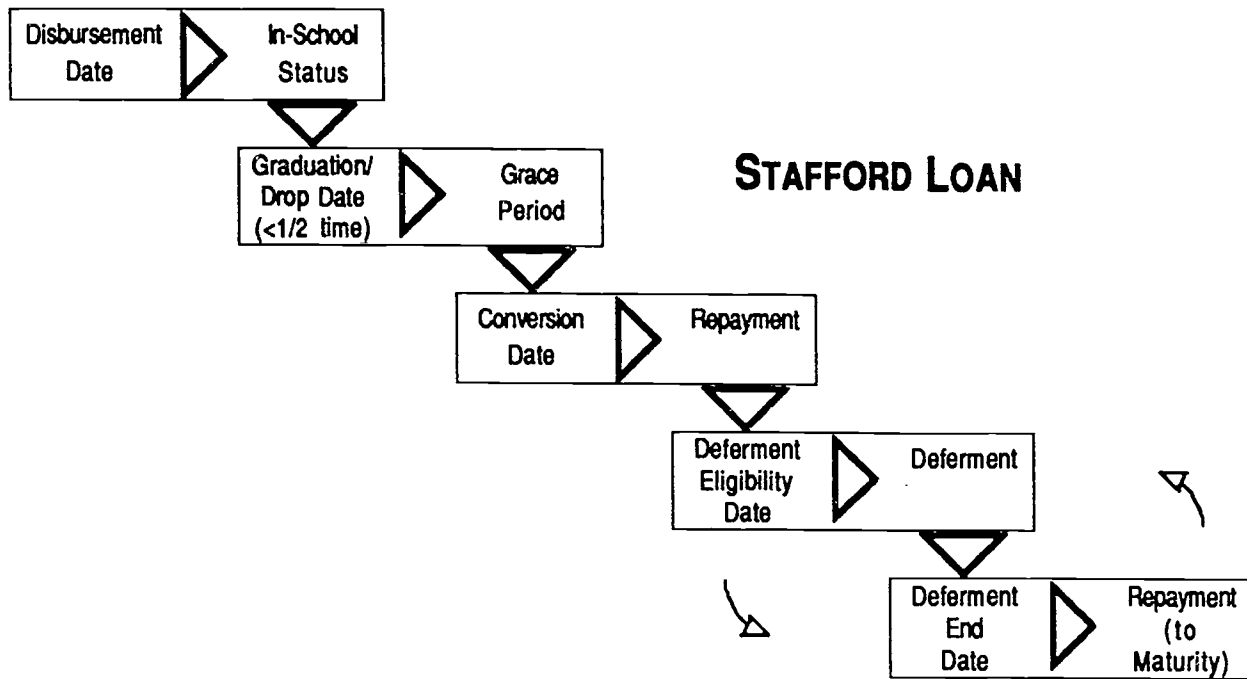 Disbursement
Date
In-School
Status
Graduation/
Drop Date
(<1/2 time)
Grace
Period
STAFFORD LOAN
Conversion
Date
Repayment
Deferment
Eligibility
Date
Deferment
Deferment
End
Date
Repayment
(to
Maturity)